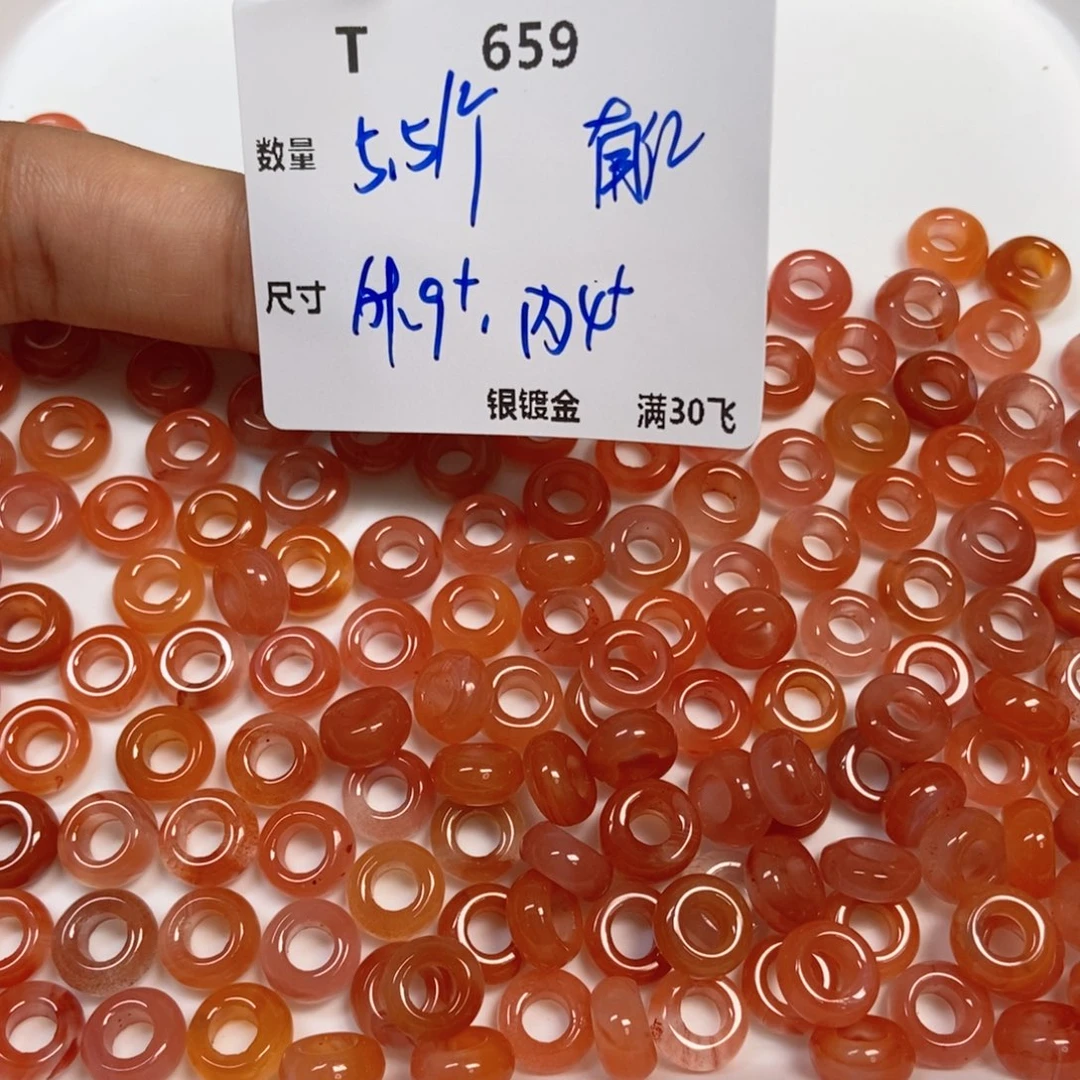 T 659
数量 5.5/个 南红
尺寸 外9+. 内4+
银镀金 满30飞